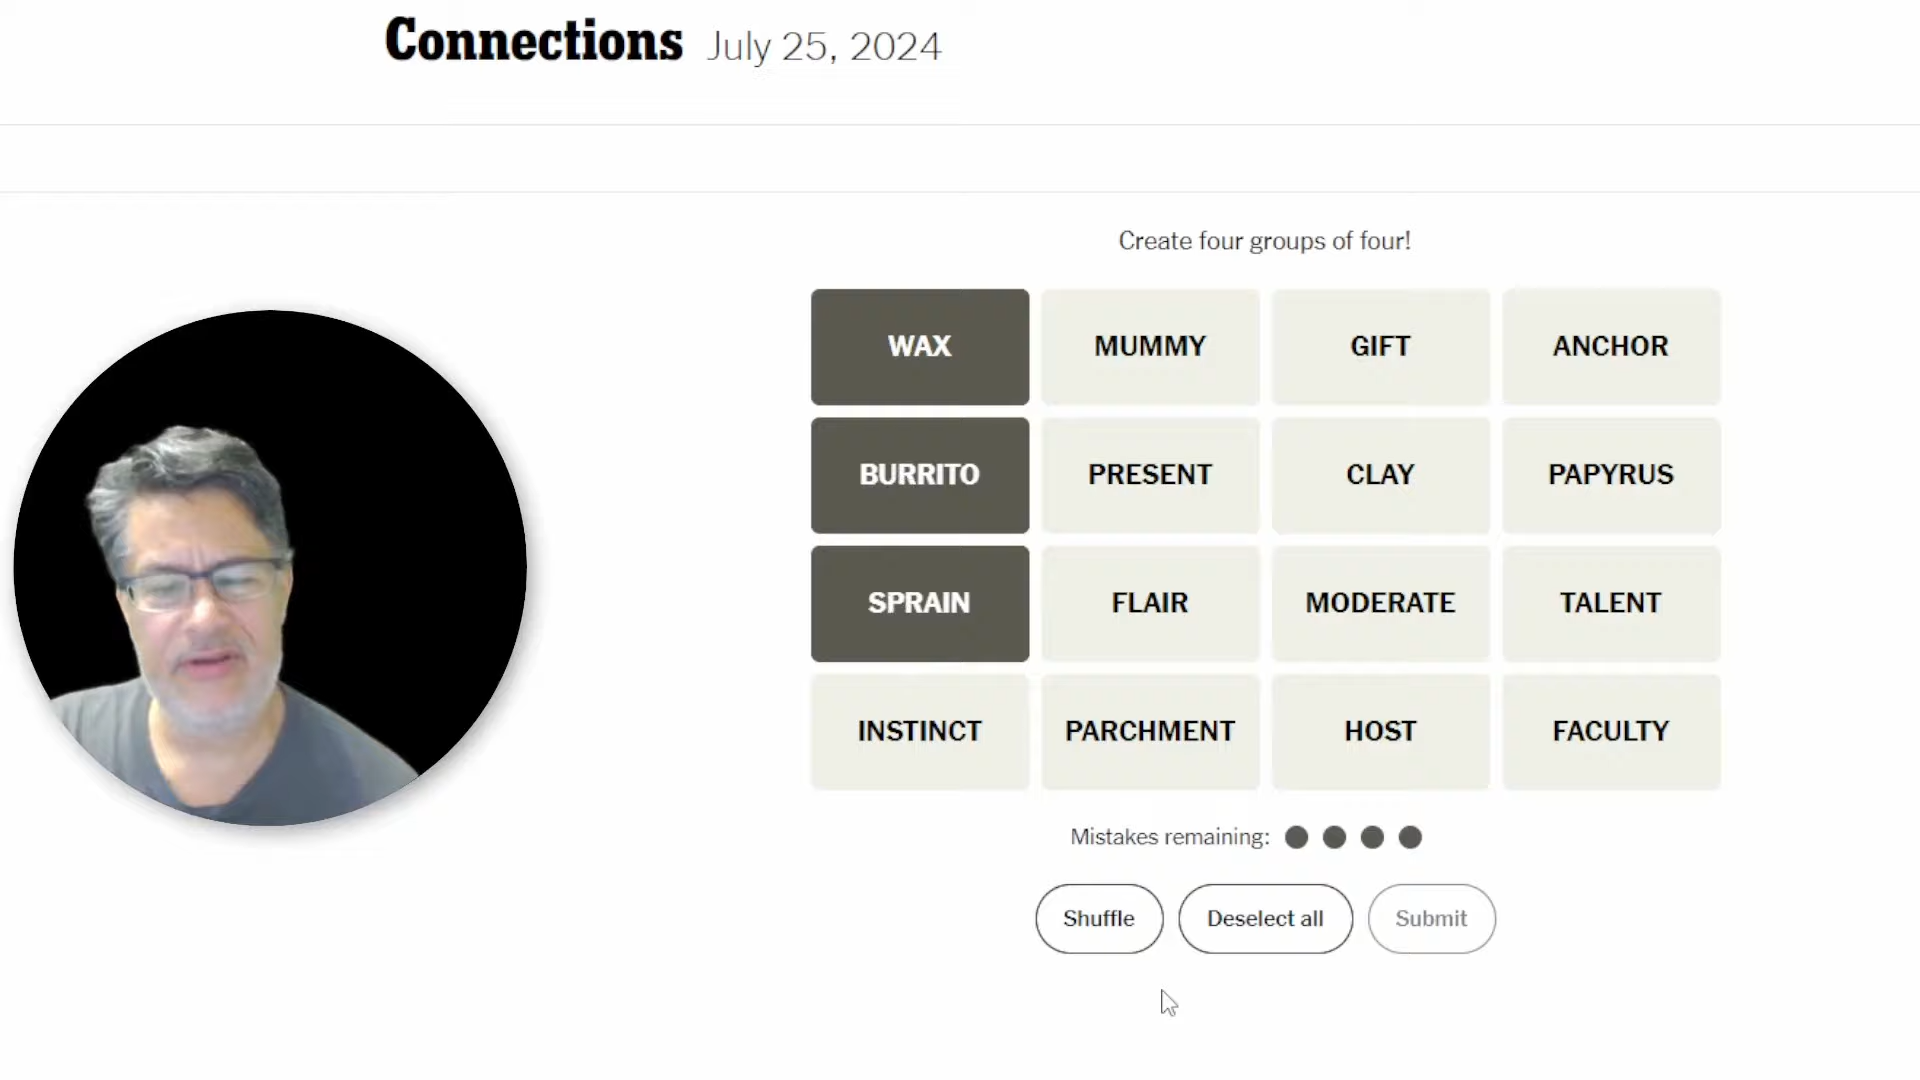 Connections July 25, 2024
Create four groups of four!
WAX MUMMY GIFT ANCHOR
BURRITO PRESENT CLAY PAPYRUS
SPRAIN FLAIR MODERATE TALENT
INSTINCT PARCHMENT HOST FACULTY
Mistakes remaining:
Shuffle Deselect all Submit